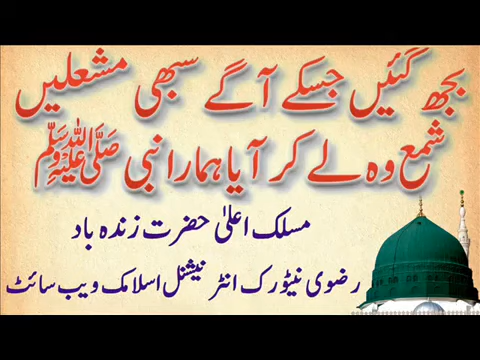 بجھ گئیں جسکے آگے سبھی مشعلیں
شمع وہ لے کر آیا ہمارا نبی ﷺ
مسلک اعلیٰ حضرت زندہ باد
رضوی نیٹورک انٹرنیشنل اسلامک ویب سائٹ